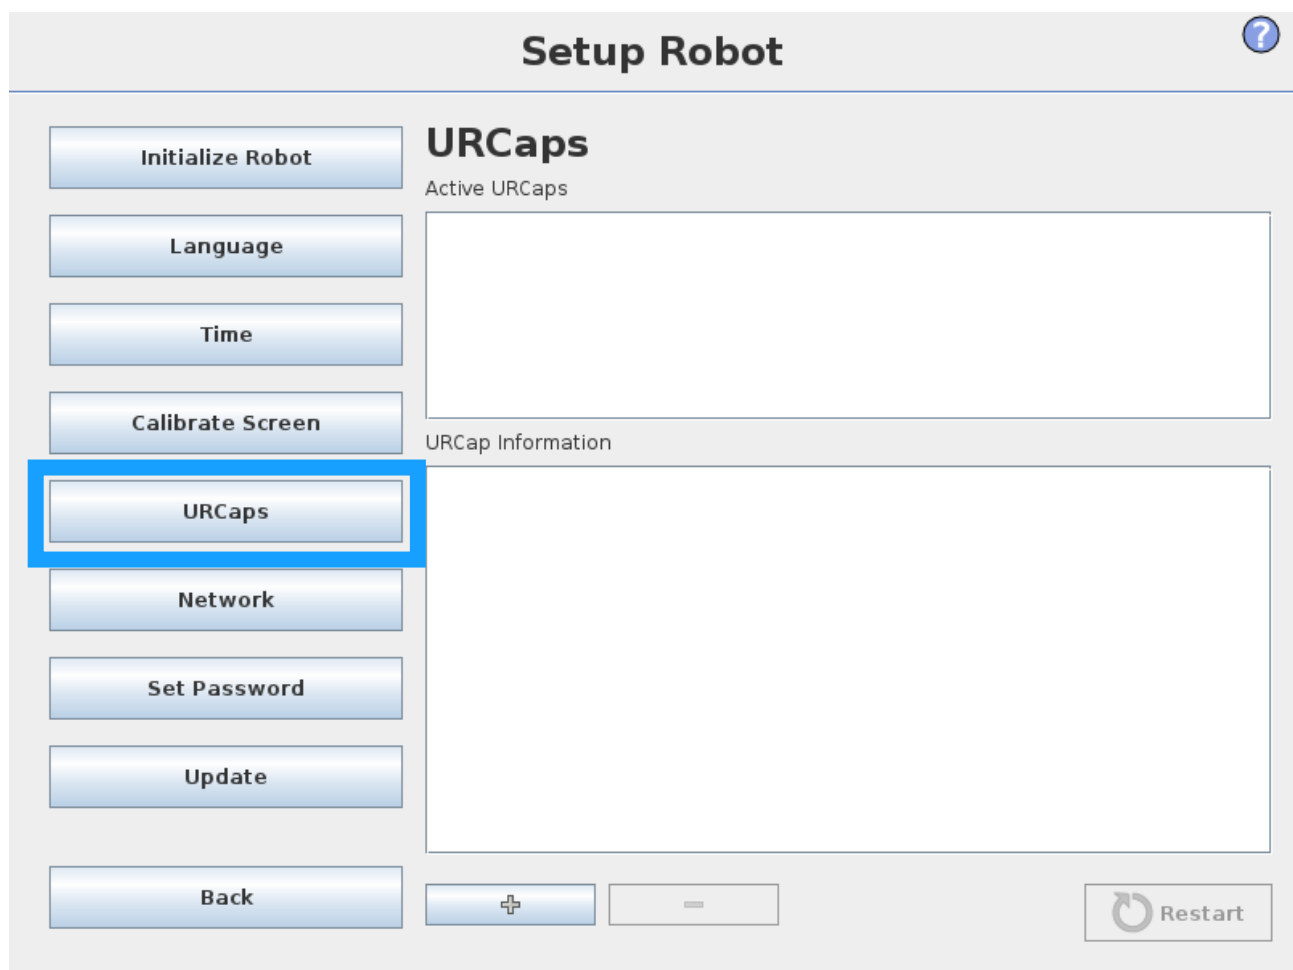 Setup Robot
?
Initialize Robot
Language
Time
Calibrate Screen
URCaps
Network
Set Password
Update
Back
URCaps
Active URCaps
URCap Information
Restart